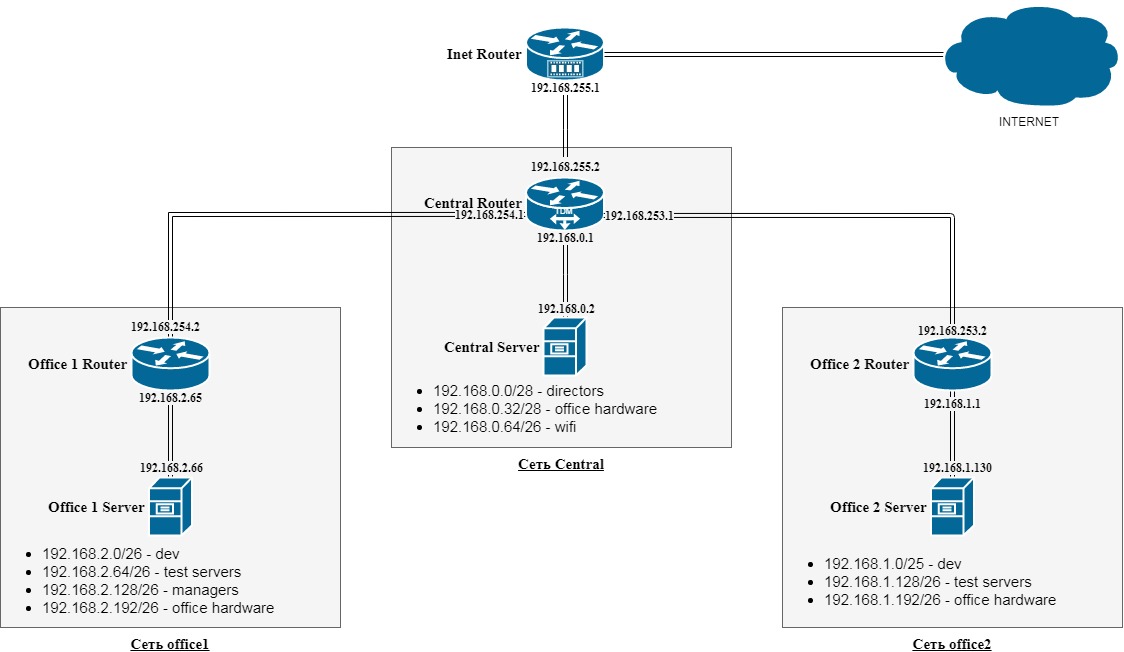 Inet Router
192.168.255.1
INTERNET
192.168.255.2
Central Router
192.168.254.1
TDM
192.168.253.1
192.168.0.1
192.168.0.2
Central Server
• 192.168.0.0/28 - directors
• 192.168.0.32/28 - office hardware
• 192.168.0.64/26 - wifi
Сеть Central
192.168.254.2
Office 1 Router
192.168.2.65
192.168.2.66
Office 1 Server
• 192.168.2.0/26 - dev
• 192.168.2.64/26 - test servers
• 192.168.2.128/26 - managers
• 192.168.2.192/26 - office hardware
Сеть office1
192.168.253.2
Office 2 Router
192.168.1.1
192.168.1.130
Office 2 Server
• 192.168.1.0/25 - dev
• 192.168.1.128/26 - test servers
• 192.168.1.192/26 - office hardware
Сеть office2